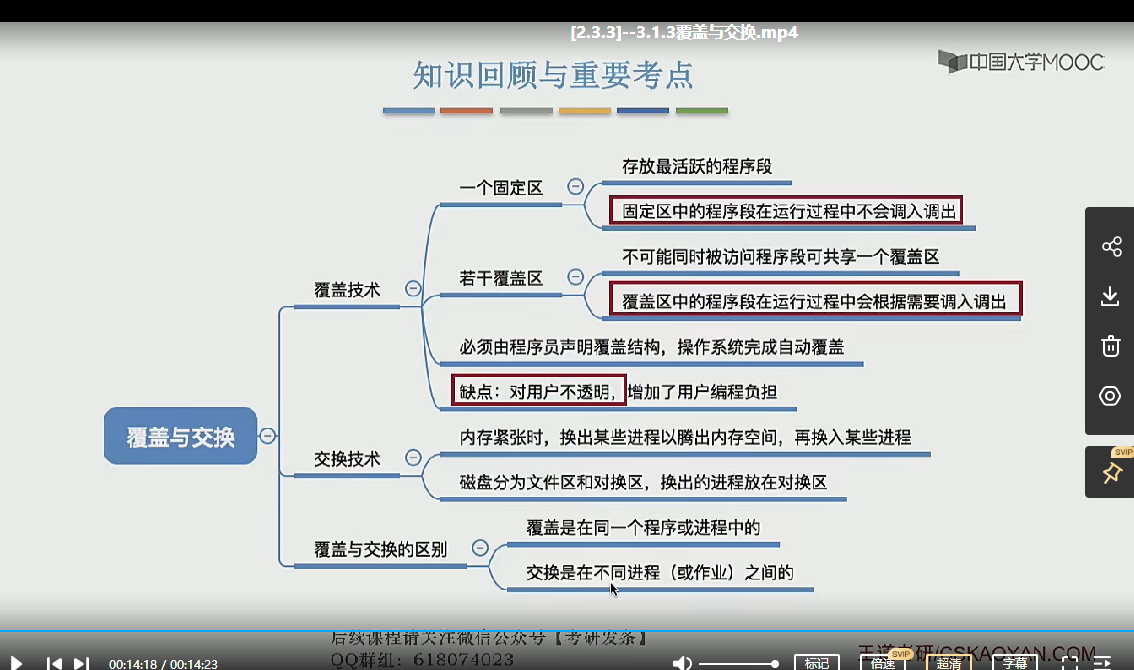 [2.3.3]--3.1.3覆盖与交换.mp4
中国大学MOOC
知识回顾与重要考点
存放最活跃的程序段
一个固定区
固定区中的程序段在运行过程中不会调入调出
不可能同时被访问程序段可共享一个覆盖区
若干覆盖区
覆盖技术
覆盖区中的程序段在运行过程中会根据需要调入调出
必须由程序员声明覆盖结构，操作系统完成自动覆盖
缺点：对用户不透明，增加了用户编程负担
覆盖与交换
内存紧张时，换出某些进程以腾出内存空间，再换入某些进程
交换技术
磁盘分为文件区和对换区，换出的进程放在对换区
覆盖是在同一个程序或进程中的
覆盖与交换的区别
交换是在不同进程（或作业）之间的
SVIP
后续课程请关注微信公众号【考研发条】
QQ群组：618074023
王道考研/CSKAOYAN.COM
00:14:18 / 00:14:23
标记
倍速
SVIP
超清
字幕